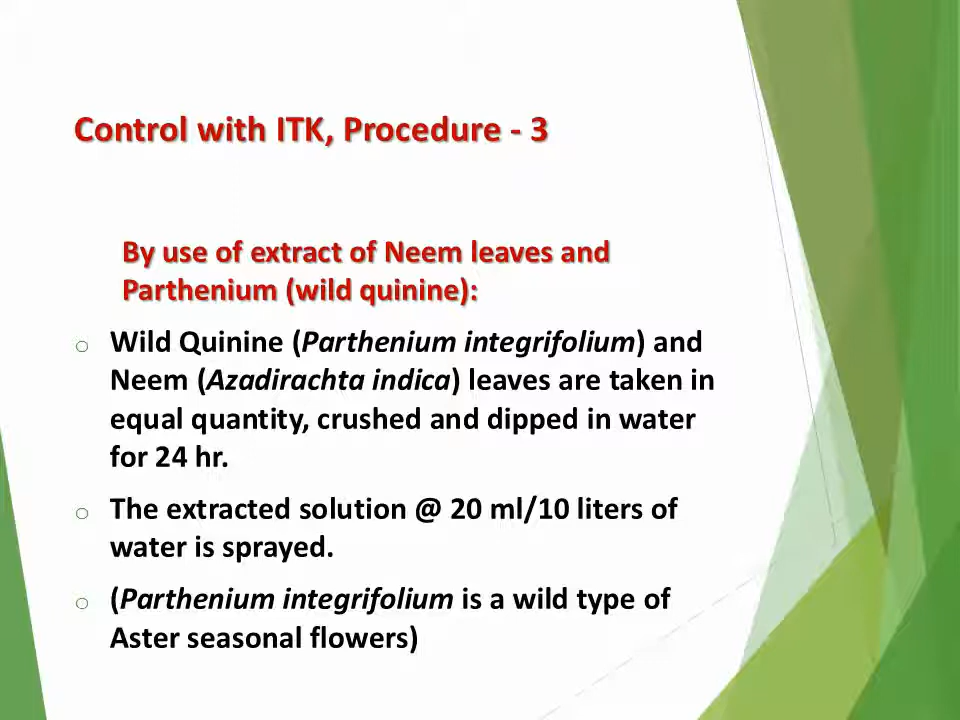 Control with ITK, Procedure - 3
By use of extract of Neem leaves and
Parthenium (wild quinine):
o Wild Quinine (Parthenium integrifolium) and
Neem (Azadirachta indica) leaves are taken in
equal quantity, crushed and dipped in water
for 24 hr.
o The extracted solution @ 20 ml/10 liters of
water is sprayed.
o (Parthenium integrifolium is a wild type of
Aster seasonal flowers)